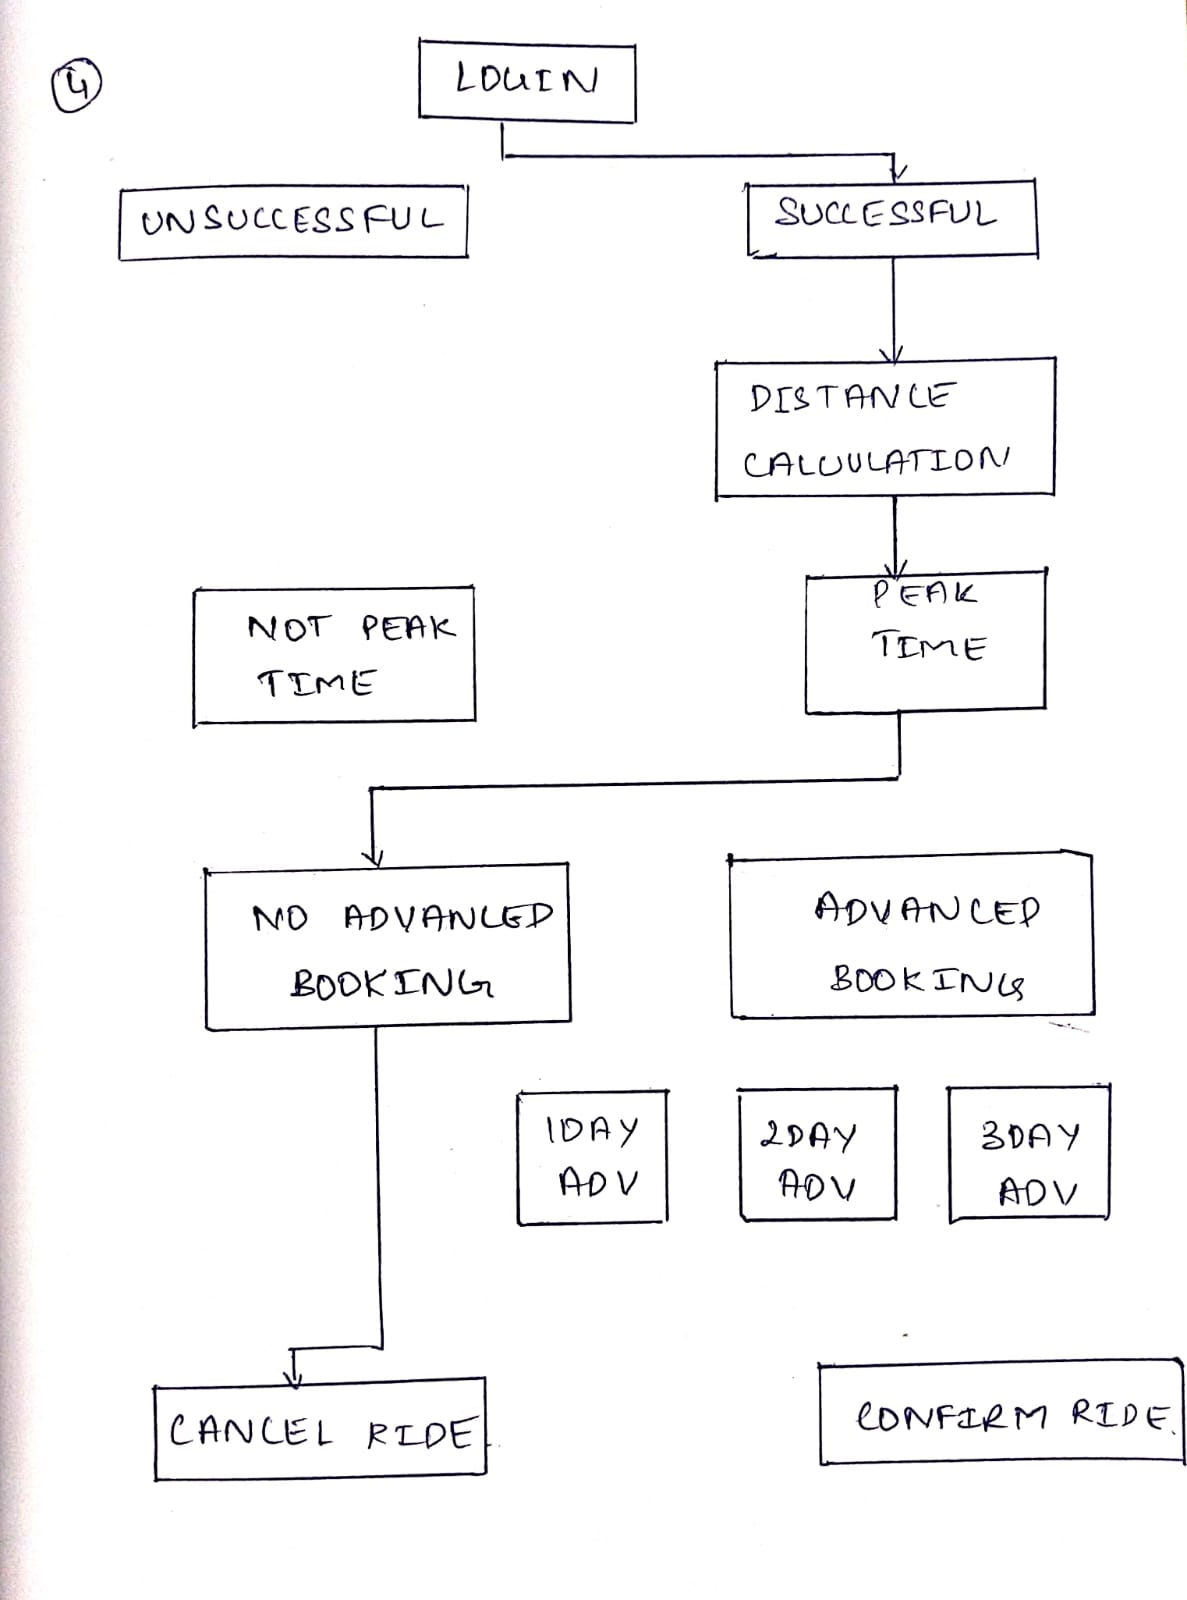 4
LOGIN
UNSUCCESSFUL
SUCCESSFUL
DISTANCE
CALCULATION
NOT PEAK
TIME
PEAK
TIME
NO ADVANCED
BOOKING
ADVANCED
BOOKING
1DAY
ADV
2DAY
ADV
3DAY
ADV
CANCEL RIDE.
CONFIRM RIDE.